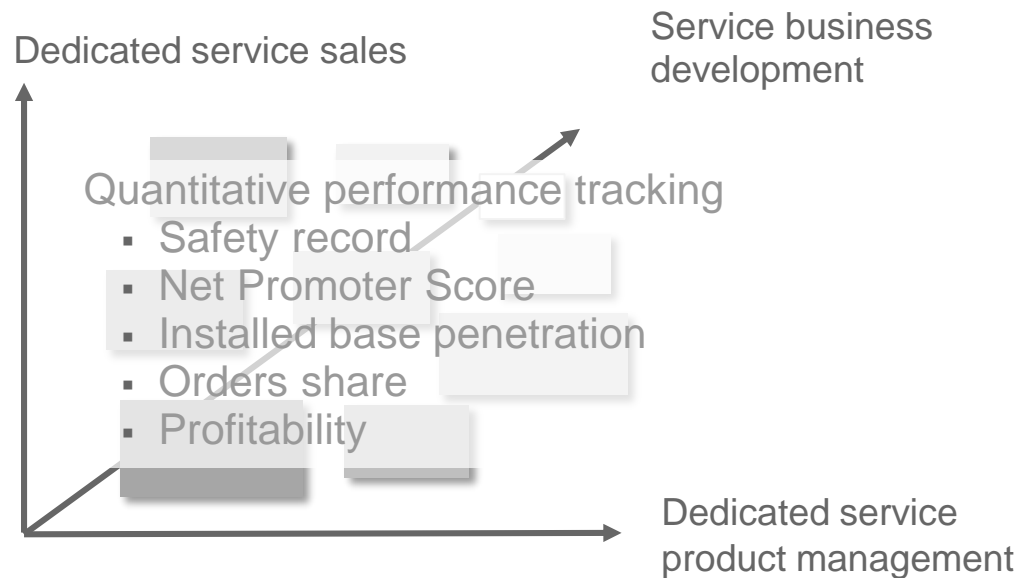 Service business
development
Dedicated service sales
Quantitative performance tracking
▪ Safety record
▪ Net Promoter Score
▪ Installed base penetration
▪ Orders share
▪ Profitability
Dedicated service
product management